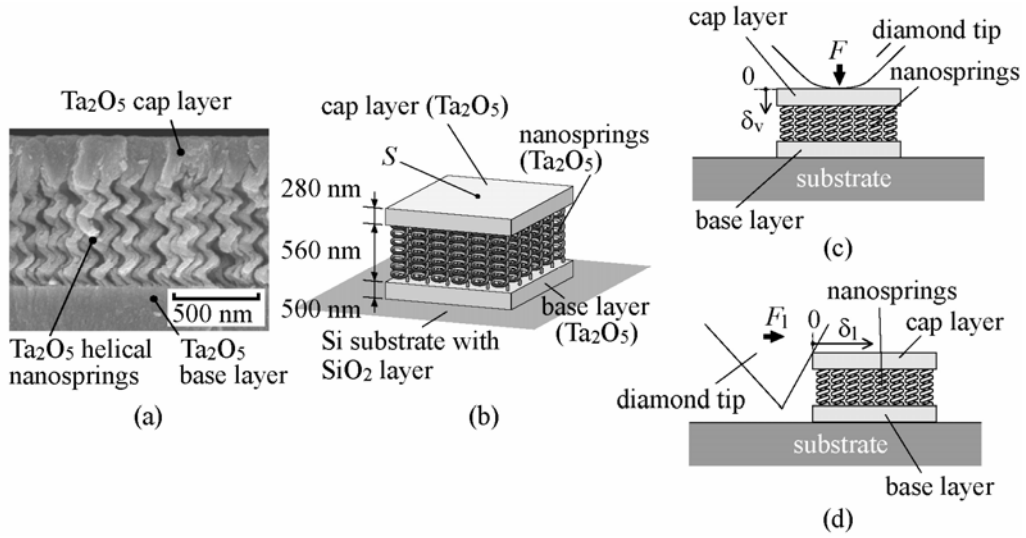 Ta₂O₅ cap layer
500 nm
Ta₂O₅ helical
nanosprings
Ta₂O₅
base layer
(a)
cap layer (Ta₂O₅)
S
nanosprings
(Ta₂O₅)
280 nm
560 nm
500 nm
base layer
(Ta₂O₅)
Si substrate with
SiO₂ layer
(b)
cap layer
F
diamond tip
0
nanosprings
δᵥ
substrate
base layer
(c)
nanosprings
Fₗ
0
δₗ
cap layer
diamond tip
substrate
base layer
(d)